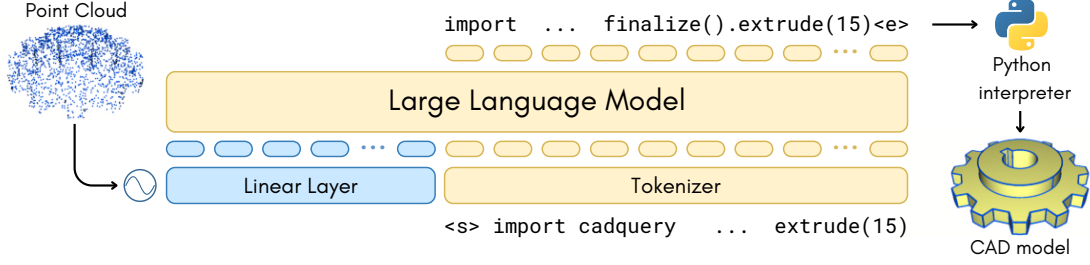 Point Cloud
import ... finalize().extrude(15)<e>
Python
interpreter
...
Large Language Model
... ...
Linear Layer
Tokenizer
<s> import cadquery ... extrude(15)
CAD model